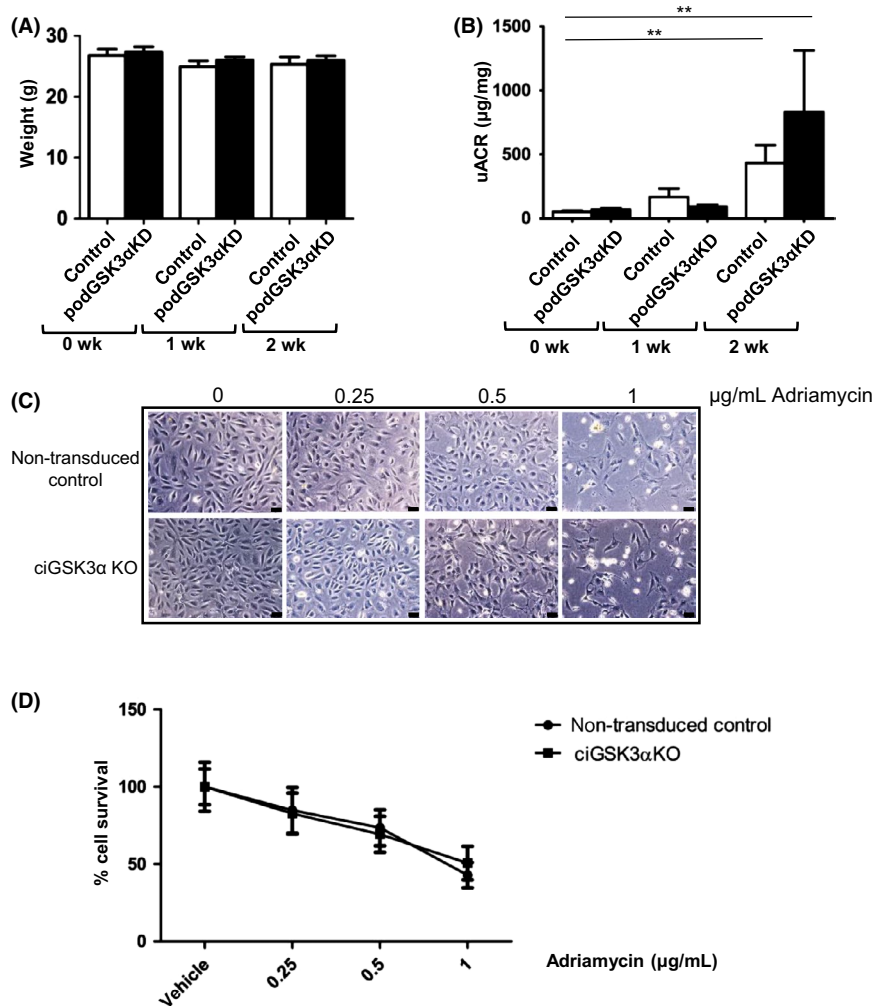 (A)
30
20
10
0
Weight (g)
Control
podGSK3αKD
Control
podGSK3αKD
Control
podGSK3αKD
0 wk
1 wk
2 wk
(B)
**
**
1500
1000
500
0
uACR (µg/mg)
Control
podGSK3αKD
Control
podGSK3αKD
Control
podGSK3αKD
0 wk
1 wk
2 wk
(C)
0 0.25 0.5 1 µg/mL Adriamycin
Non-transduced
control
ciGSK3α KO
(D)
150
100
50
0
% cell survival
Vehicle
0.25
0.5
1
Adriamycin (µg/mL)
Non-transduced control
ciGSK3αKO